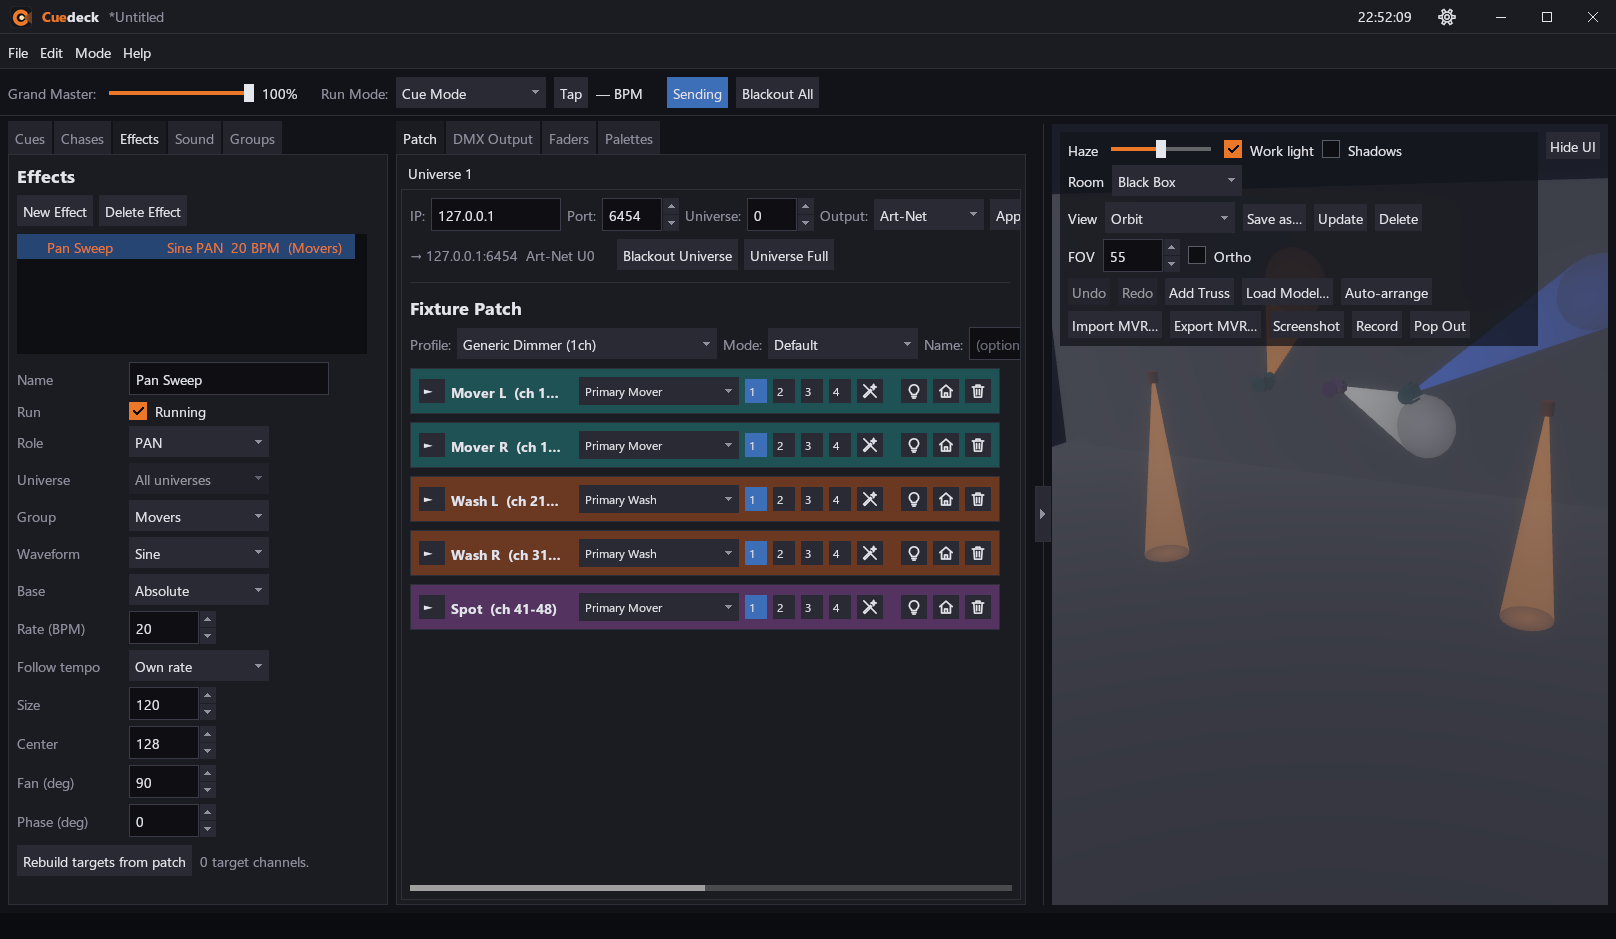 Cuedeck *Untitled 22:52:09
File Edit Mode Help
Grand Master: 100% Run Mode: Cue Mode Tap — BPM Sending Blackout All
Cues Chases Effects Sound Groups
Effects
New Effect Delete Effect
Pan Sweep Sine PAN 20 BPM (Movers)
Name Pan Sweep
Run Running
Role PAN
Universe All universes
Group Movers
Waveform Sine
Base Absolute
Rate (BPM) 20
Follow tempo Own rate
Size 120
Center 128
Fan (deg) 90
Phase (deg) 0
Rebuild targets from patch 0 target channels.
Patch DMX Output Faders Palettes
Universe 1
IP: 127.0.0.1 Port: 6454 Universe: 0 Output: Art-Net App
→ 127.0.0.1:6454 Art-Net U0 Blackout Universe Universe Full
Fixture Patch
Profile: Generic Dimmer (1ch) Mode: Default Name: (option
Mover L (ch 1... Primary Mover 1 2 3 4
Mover R (ch 1... Primary Mover 1 2 3 4
Wash L (ch 21... Primary Wash 1 2 3 4
Wash R (ch 31... Primary Wash 1 2 3 4
Spot (ch 41-48) Primary Mover 1 2 3 4
Haze Work light Shadows Hide UI
Room Black Box
View Orbit Save as... Update Delete
FOV 55 Ortho
Undo Redo Add Truss Load Model... Auto-arrange
Import MVR... Export MVR... Screenshot Record Pop Out